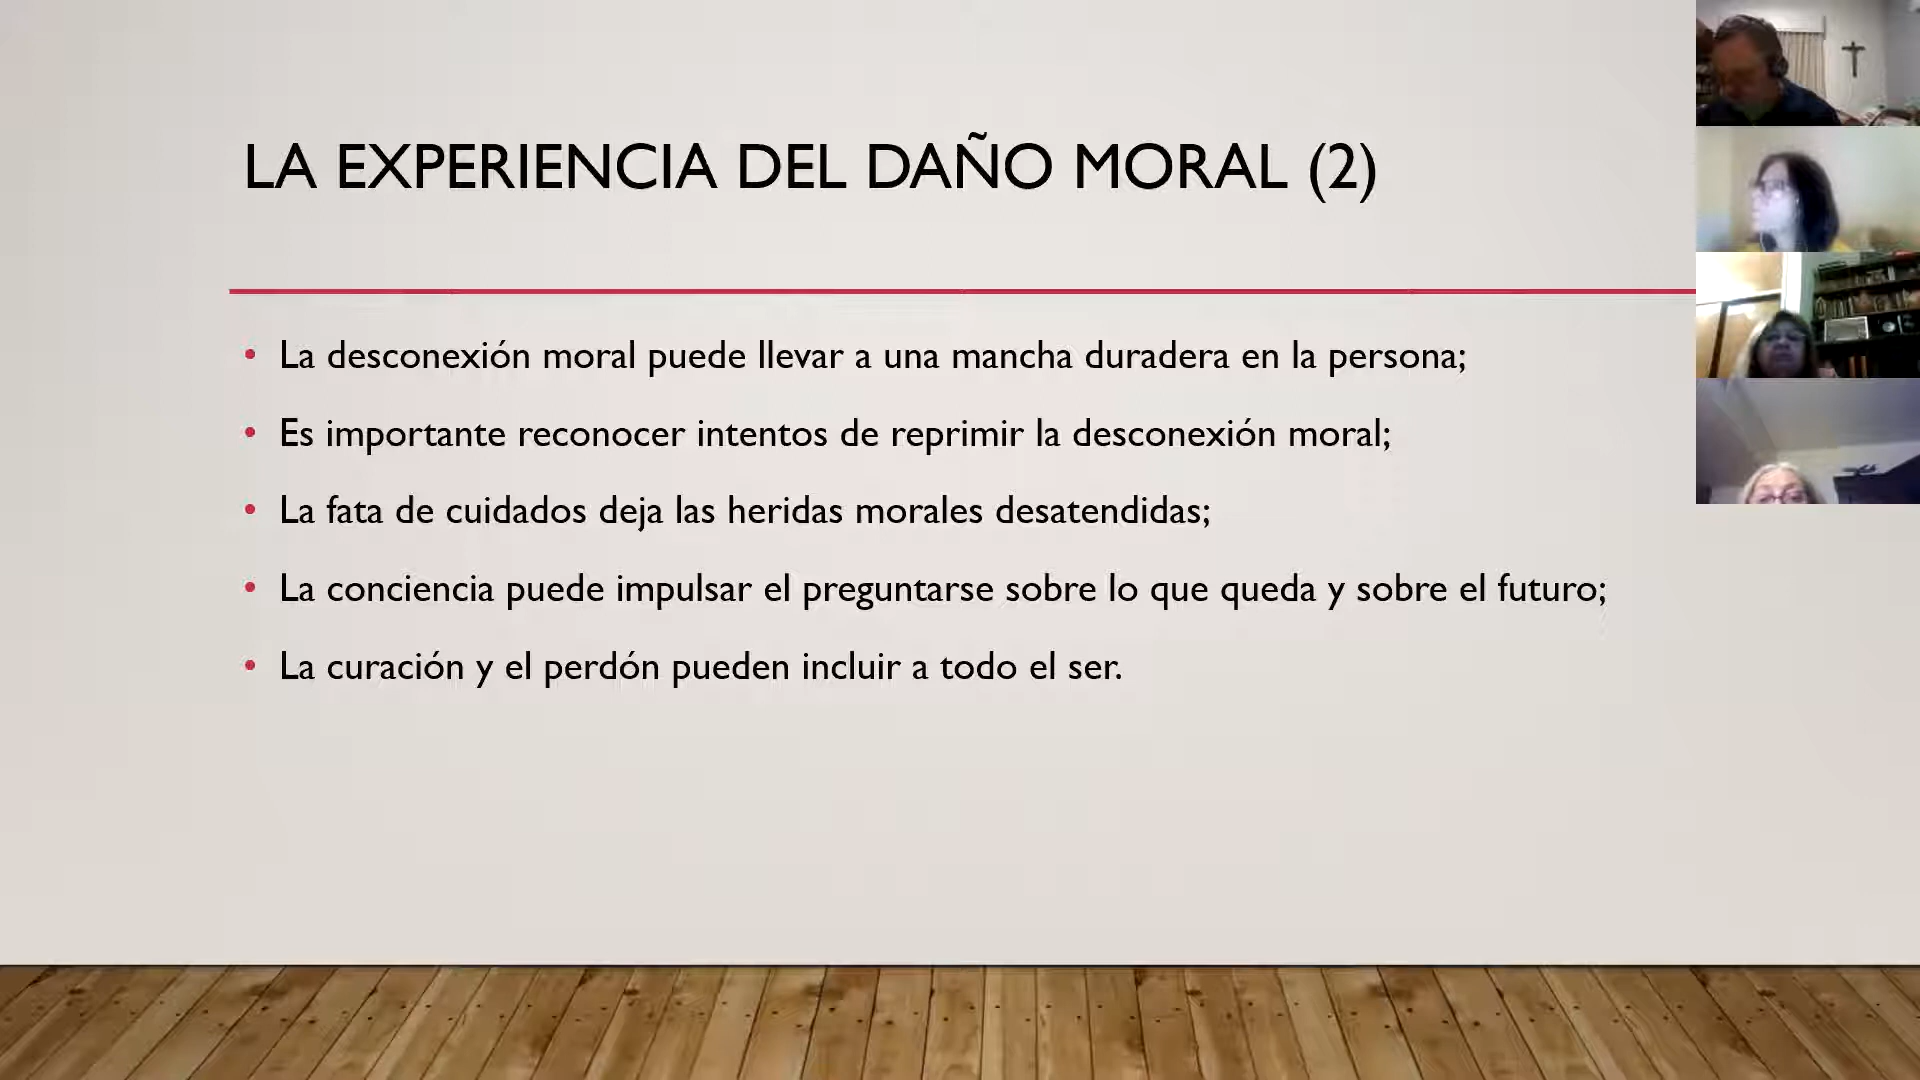 LA EXPERIENCIA DEL DAÑO MORAL (2)
• La desconexión moral puede llevar a una mancha duradera en la persona;
• Es importante reconocer intentos de reprimir la desconexión moral;
• La fata de cuidados deja las heridas morales desatendidas;
• La conciencia puede impulsar el preguntarse sobre lo que queda y sobre el futuro;
• La curación y el perdón pueden incluir a todo el ser.